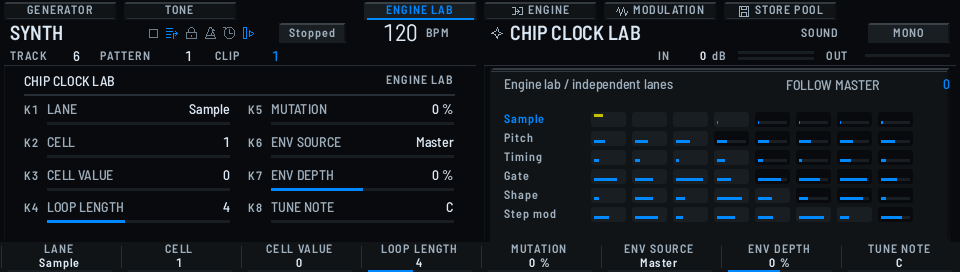 GENERATOR TONE ENGINE LAB ENGINE MODULATION STORE POOL
SYNTH Stopped 120 BPM CHIP CLOCK LAB SOUND MONO
TRACK 6 PATTERN 1 CLIP 1 IN 0 dB OUT
CHIP CLOCK LAB ENGINE LAB
Engine lab / independent lanes FOLLOW MASTER 0
K1 LANE Sample K5 MUTATION 0 %
K2 CELL 1 K6 ENV SOURCE Master
K3 CELL VALUE 0 K7 ENV DEPTH 0 %
K4 LOOP LENGTH 4 K8 TUNE NOTE C
Sample
Pitch
Timing
Gate
Shape
Step mod
LANE CELL CELL VALUE LOOP LENGTH MUTATION ENV SOURCE ENV DEPTH TUNE NOTE
Sample 1 0 4 0 % Master 0 % C